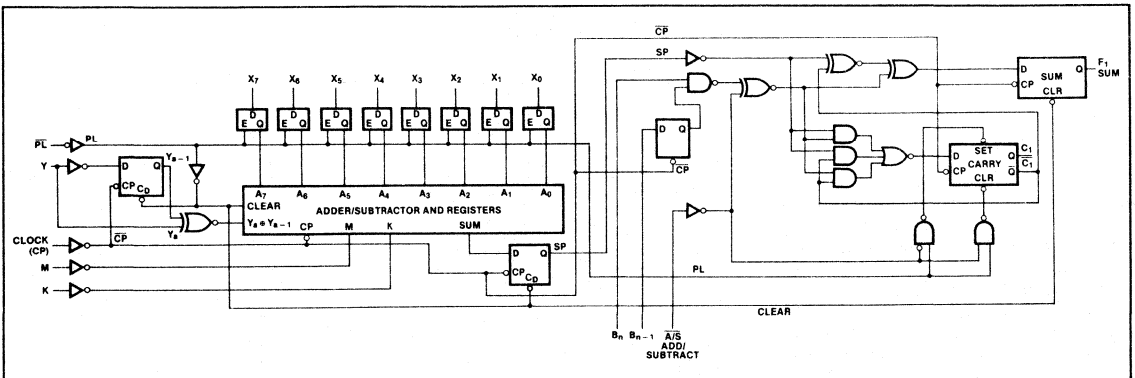 CP
SP
X7 X6 X5 X4 X3 X2 X1 X0
D D D D D D D D
E Q E Q E Q E Q E Q E Q E Q E Q
PL PL
Y
D Q
Ya-1
CP CD
A7 A6 A5 A4 A3 A2 A1 A0
CLEAR
ADDER/SUBTRACTOR AND REGISTERS
Ya ⊕ Ya-1 CP M K SUM
Ya
CLOCK
(CP)
CP
M
K
D Q
SP
CP CD
D Q
CP
D Q
SUM
CP
CLR
F1
SUM
SET
D Q
CARRY
CP Q
CLR
C1
C1
PL
CLEAR
Bn Bn-1 A/S
ADD/
SUBTRACT